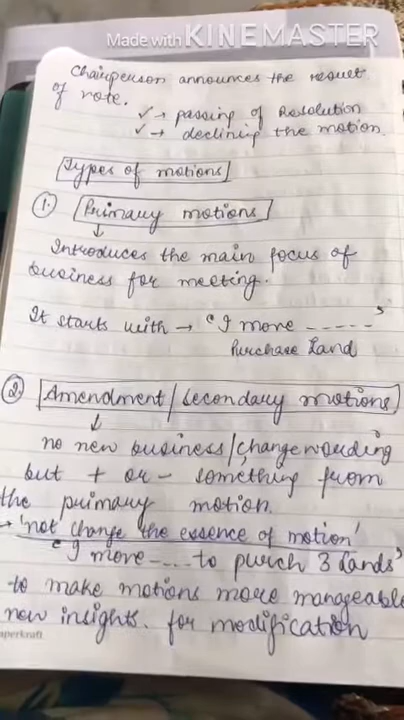 Made with KINEMASTER
Chairperson announces the result
of vote.
✓→ passing of Resolution
✓→ declining the motion.
Types of motions
1. Primary motions
↓
Introduces the main focus of
business for meeting.
It starts with → "I move ------"
Purchase Land
2 Amendment/Secondary motions
↓
no new business/change wording
but + or - something from
the primary motion.
→ 'not change the essence of motion'
"I move ---- to purch 3 Lands"
to make motions more manageable
new insights. for modification
aperkraft